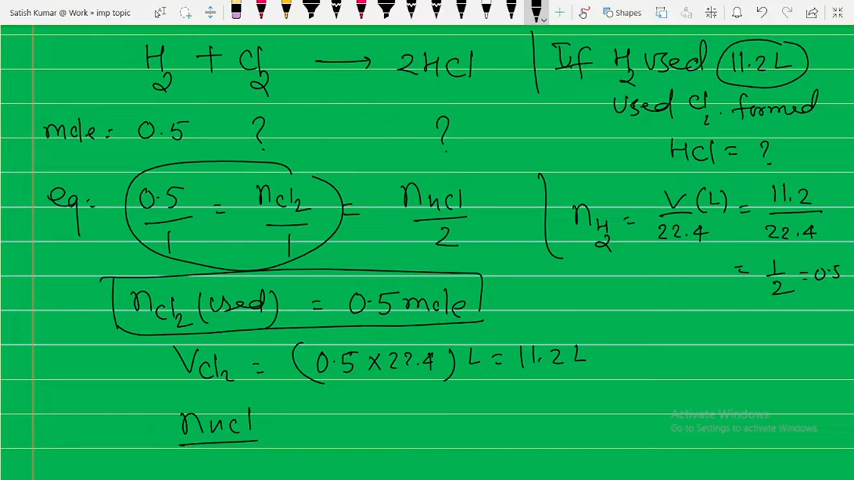 Satish Kumar @ Work » imp topic
Shapes
H₂ + Cl₂ ⟶ 2HCl
If H₂ used 11.2L
used Cl₂. formed
HCl = ?
mole = 0.5 ? ?
eq. 0.5/1 = nCl₂/1 = nHCl/2
nH₂ = V(L)/22.4 = 11.2/22.4
= 1/2 = 0.5
nCl₂ (used) = 0.5 mole
VCl₂ = (0.5 × 22.4) L = 11.2 L
nHCl
Activate Windows
Go to Settings to activate Windows.